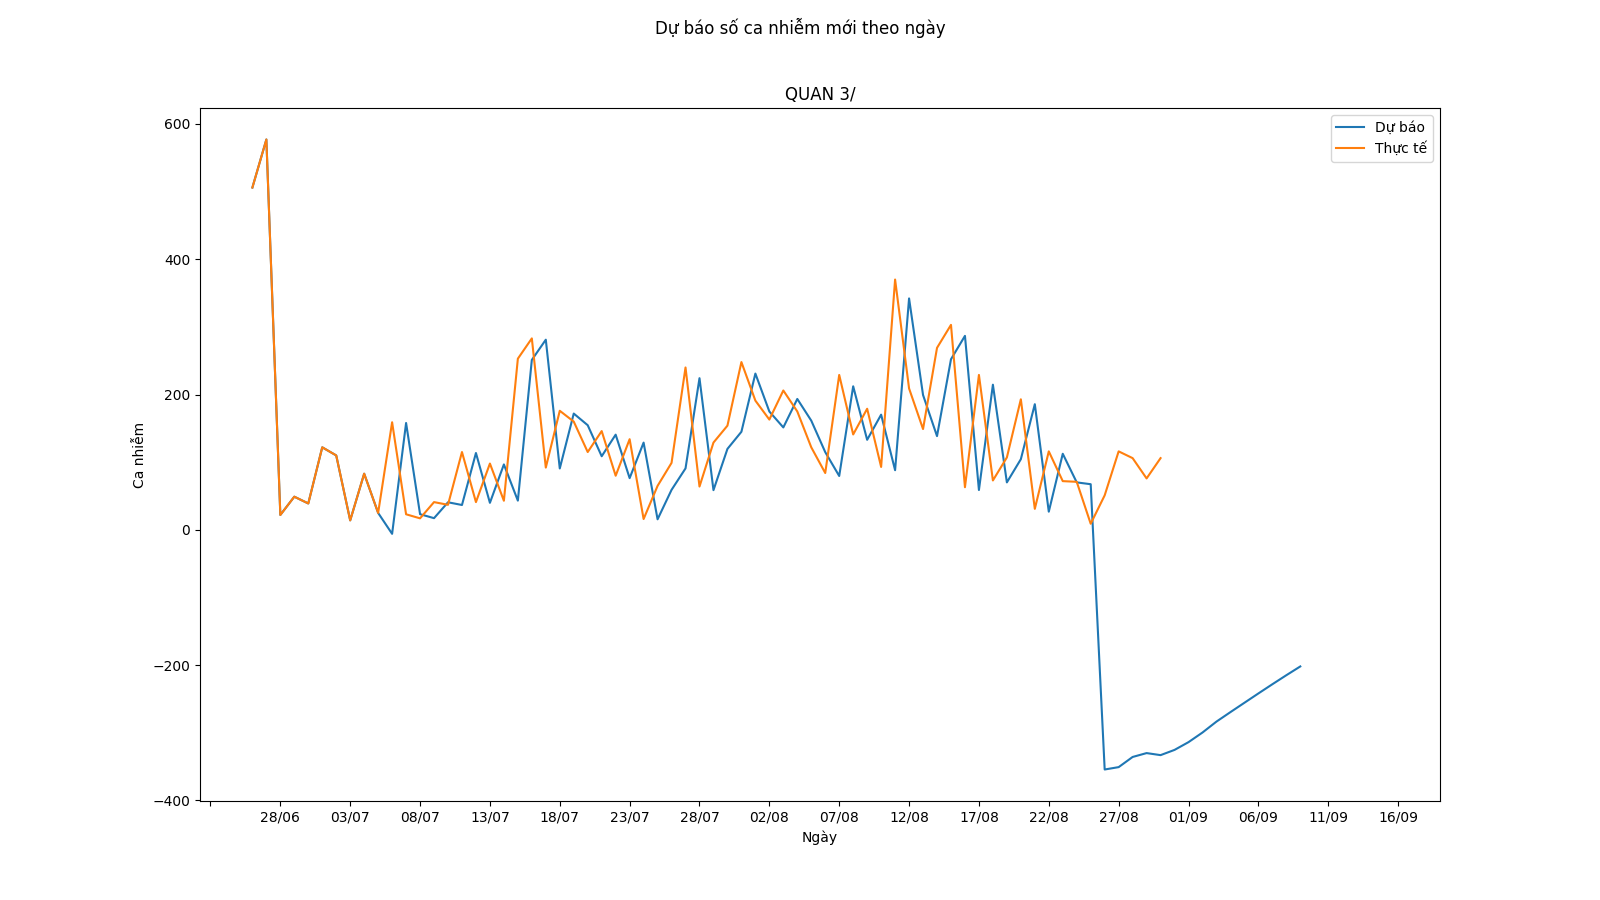 Dự báo số ca nhiễm mới theo ngày
QUAN 3/
Dự báo
Thực tế
600
400
200
0
−200
−400
Ca nhiễm
28/06 03/07 08/07 13/07 18/07 23/07 28/07 02/08 07/08 12/08 17/08 22/08 27/08 01/09 06/09 11/09 16/09
Ngày